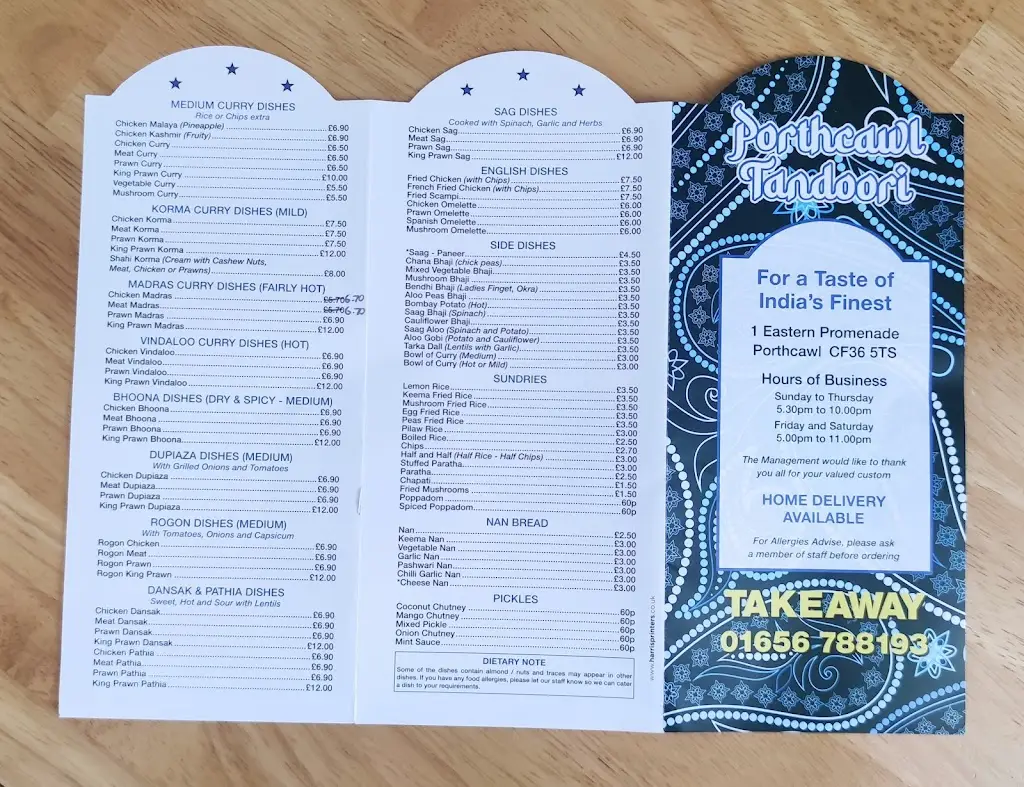 MEDIUM CURRY DISHES
Rice or Chips extra
Chicken Malaya (Pineapple) £6.90
Chicken Kashmir (Fruity) £6.90
Chicken Curry £6.50
Meat Curry £6.50
Prawn Curry £6.50
King Prawn Curry £10.00
Vegetable Curry £5.50
Mushroom Curry £5.50
KORMA CURRY DISHES (MILD)
Chicken Korma £7.50
Meat Korma £7.50
Prawn Korma £7.50
King Prawn Korma £12.00
Shahi Korma (Cream with Cashew Nuts,
Meat, Chicken or Prawns) £8.00
MADRAS CURRY DISHES (FAIRLY HOT)
Chicken Madras £5.70 6.70
Meat Madras £5.70 6.70
Prawn Madras £6.90
King Prawn Madras £12.00
VINDALOO CURRY DISHES (HOT)
Chicken Vindaloo £6.90
Meat Vindaloo £6.90
Prawn Vindaloo £6.90
King Prawn Vindaloo £12.00
BHOONA DISHES (DRY & SPICY - MEDIUM)
Chicken Bhoona £6.90
Meat Bhoona £6.90
Prawn Bhoona £6.90
King Prawn Bhoona £12.00
DUPIAZA DISHES (MEDIUM)
With Grilled Onions and Tomatoes
Chicken Dupiaza £6.90
Meat Dupiaza £6.90
Prawn Dupiaza £6.90
King Prawn Dupiaza £12.00
ROGON DISHES (MEDIUM)
With Tomatoes, Onions and Capsicum
Rogon Chicken £6.90
Rogon Meat £6.90
Rogon Prawn £6.90
Rogon King Prawn £12.00
DANSAK & PATHIA DISHES
Sweet, Hot and Sour with Lentils
Chicken Dansak £6.90
Meat Dansak £6.90
Prawn Dansak £6.90
King Prawn Dansak £12.00
Chicken Pathia £6.90
Meat Pathia £6.90
Prawn Pathia £6.90
King Prawn Pathia £12.00
SAG DISHES
Cooked with Spinach, Garlic and Herbs
Chicken Sag £6.90
Meat Sag £6.90
Prawn Sag £6.90
King Prawn Sag £12.00
ENGLISH DISHES
Fried Chicken (with Chips) £7.50
French Fried Chicken (with Chips) £7.50
Fried Scampi £7.50
Chicken Omelette £6.00
Prawn Omelette £6.00
Spanish Omelette £6.00
Mushroom Omelette £6.00
SIDE DISHES
*Saag - Paneer £4.50
Chana Bhaji (chick peas) £3.50
Mixed Vegetable Bhaji £3.50
Mushroom Bhaji £3.50
Bendhi Bhaji (Ladies Finget, Okra) £3.50
Aloo Peas Bhaji £3.50
Bombay Potato (Hot) £3.50
Saag Bhaji (Spinach) £3.50
Cauliflower Bhaji £3.50
Saag Aloo (Spinach and Potato) £3.50
Aloo Gobi (Potato and Cauliflower) £3.50
Tarka Dall (Lentils with Garlic) £3.50
Bowl of Curry (Medium) £3.00
Bowl of Curry (Hot or Mild) £3.00
SUNDRIES
Lemon Rice £3.50
Keema Fried Rice £3.50
Mushroom Fried Rice £3.50
Egg Fried Rice £3.50
Peas Fried Rice £3.50
Pilaw Rice £3.00
Boiled Rice £2.50
Chips £2.70
Half and Half (Half Rice - Half Chips) £3.00
Stuffed Paratha £3.00
Paratha £2.50
Chapati £1.50
Fried Mushrooms £1.50
Poppadom 60p
Spiced Poppadom 60p
NAN BREAD
Nan £2.50
Keema Nan £3.00
Vegetable Nan £3.00
Garlic Nan £3.00
Pashwari Nan £3.00
Chilli Garlic Nan £3.00
*Cheese Nan £3.00
PICKLES
Coconut Chutney 60p
Mango Chutney 60p
Mixed Pickle 60p
Onion Chutney 60p
Mint Sauce 60p
DIETARY NOTE
Some of the dishes contain almond / nuts and traces may appear in other
dishes. If you have any food allergies, please let our staff know so we can cater
a dish to your requirements.
www.harrisprinters.co.uk
Porthcawl
Tandoori
For a Taste of
India's Finest
1 Eastern Promenade
Porthcawl CF36 5TS
Hours of Business
Sunday to Thursday
5.30pm to 10.00pm
Friday and Saturday
5.00pm to 11.00pm
The Management would like to thank
you all for your valued custom
HOME DELIVERY
AVAILABLE
For Allergies Advise, please ask
a member of staff before ordering
TAKEAWAY
01656 788193